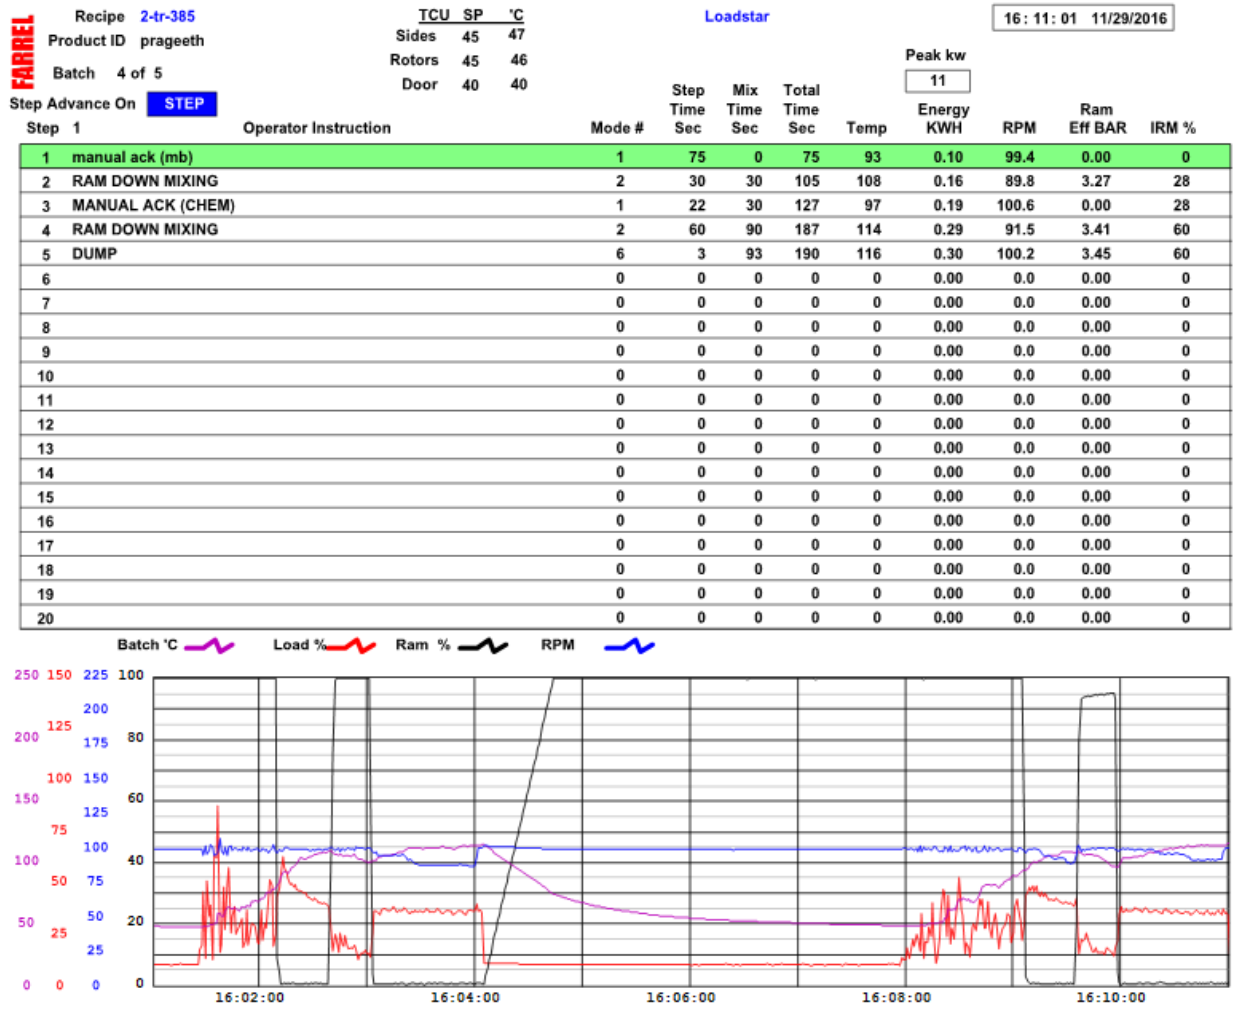 FARREL
Recipe 2-tr-385
Product ID prageeth
Batch 4 of 5
Step Advance On STEP
TCU SP °C
Sides 45 47
Rotors 45 46
Door 40 40
Loadstar
16: 11: 01 11/29/2016
Peak kw
11
Step 1 Operator Instruction Mode # Step Time Sec Mix Time Sec Total Time Sec Temp Energy KWH RPM Ram Eff BAR IRM %
1 manual ack (mb) 1 75 0 75 93 0.10 99.4 0.00 0
2 RAM DOWN MIXING 2 30 30 105 108 0.16 89.8 3.27 28
3 MANUAL ACK (CHEM) 1 22 30 127 97 0.19 100.6 0.00 28
4 RAM DOWN MIXING 2 60 90 187 114 0.29 91.5 3.41 60
5 DUMP 6 3 93 190 116 0.30 100.2 3.45 60
6 0 0 0 0 0 0.00 0.0 0.00 0
7 0 0 0 0 0 0.00 0.0 0.00 0
8 0 0 0 0 0 0.00 0.0 0.00 0
9 0 0 0 0 0 0.00 0.0 0.00 0
10 0 0 0 0 0 0.00 0.0 0.00 0
11 0 0 0 0 0 0.00 0.0 0.00 0
12 0 0 0 0 0 0.00 0.0 0.00 0
13 0 0 0 0 0 0.00 0.0 0.00 0
14 0 0 0 0 0 0.00 0.0 0.00 0
15 0 0 0 0 0 0.00 0.0 0.00 0
16 0 0 0 0 0 0.00 0.0 0.00 0
17 0 0 0 0 0 0.00 0.0 0.00 0
18 0 0 0 0 0 0.00 0.0 0.00 0
19 0 0 0 0 0 0.00 0.0 0.00 0
20 0 0 0 0 0 0.00 0.0 0.00 0
Batch °C Load % Ram % RPM
250 150 225 100
200
125
200 175 80
100 150
150 60
125
75
100 100 40
50 75
50 50 20
25 25
0 0 0 0
16:02:00 16:04:00 16:06:00 16:08:00 16:10:00